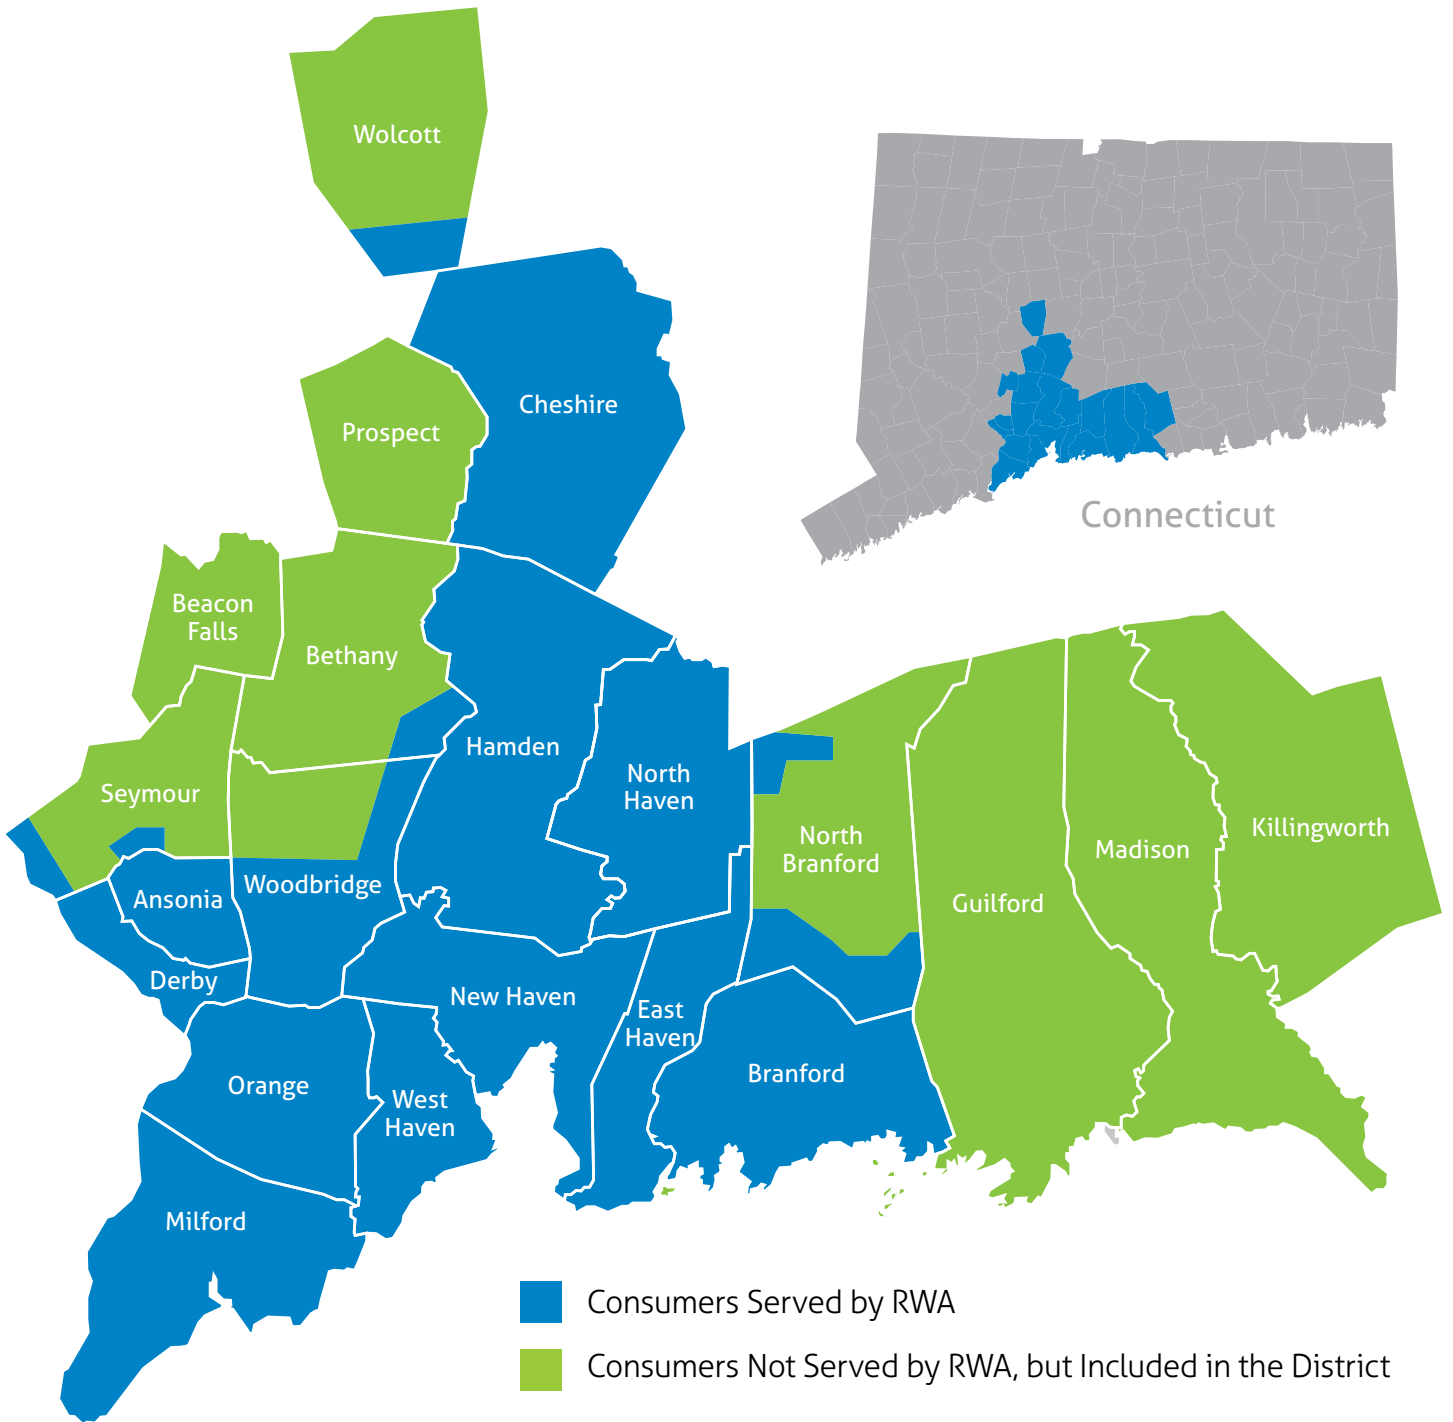 Wolcott
Cheshire
Prospect
Connecticut
Beacon
Falls
Bethany
Hamden
North
Haven
Seymour
North
Branford
Killingworth
Madison
Woodbridge
Ansonia
Guilford
Derby
New Haven
East
Haven
Branford
Orange
West
Haven
Milford
Consumers Served by RWA
Consumers Not Served by RWA, but Included in the District